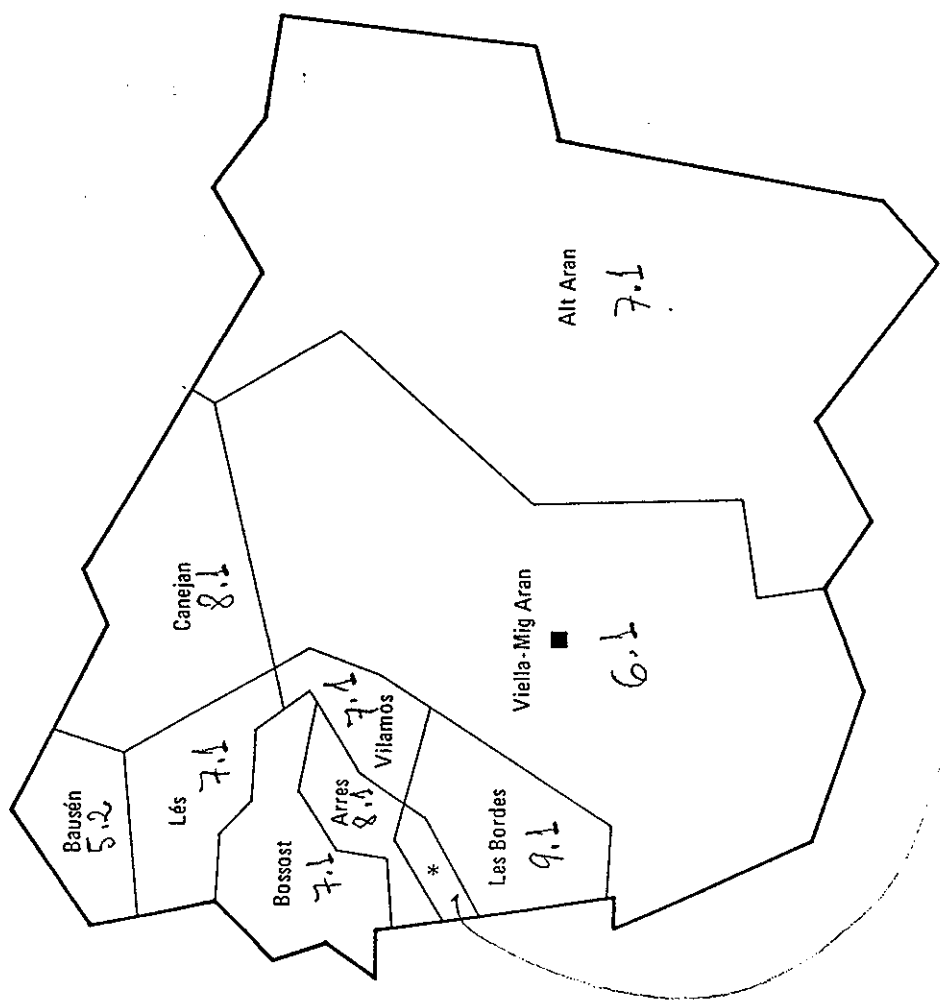 Bausén
5.2
Lés
7.1
Canejan
8.1
Bossost
7.1
Arres
8.1
Vilamós
7.1
*
Les Bordes
9.1
Viella-Mig Aran
6.1
Alt Aran
7.1